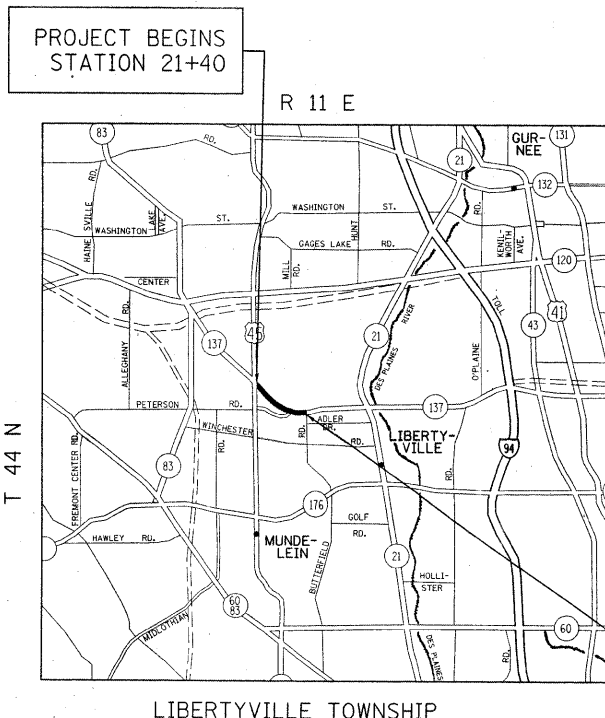 PROJECT BEGINS
STATION 21+40
R 11 E
T 44 N
83
RD.
21
GUR-
NEE
131
132
HAINESVILLE RD.
WASHINGTON
LAKE AVE.
ST.
WASHINGTON ST.
HUNT
RD.
KENIL-
WORTH
AVE.
GAGES LAKE RD.
MILL RD.
120
CENTER
TOLL
ALLEGHANY RD.
137
45
21
DES PLAINES RIVER
O'PLAINE
43
41
PETERSON RD.
137
ADLER
DR.
RD.
WINCHESTER RD.
RD.
LIBERTY-
VILLE
94
FREMONT CENTER RD.
83
RD.
176
GOLF
RD.
HAWLEY RD.
MUNDE-
LEIN
BUTTERFIELD
21
HOLLI-
STER
60
83
MIDLOTHIAN
DES PLAINES
RD.
60
LIBERTYVILLE TOWNSHIP